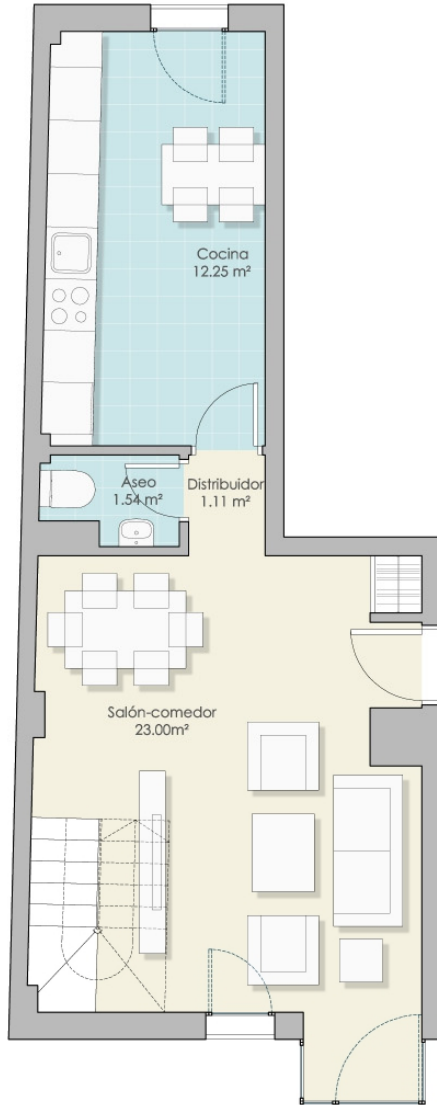 Cocina
12.25 m²
Aseo
1.54 m²
Distribuidor
1.11 m²
Salón-comedor
23.00m²